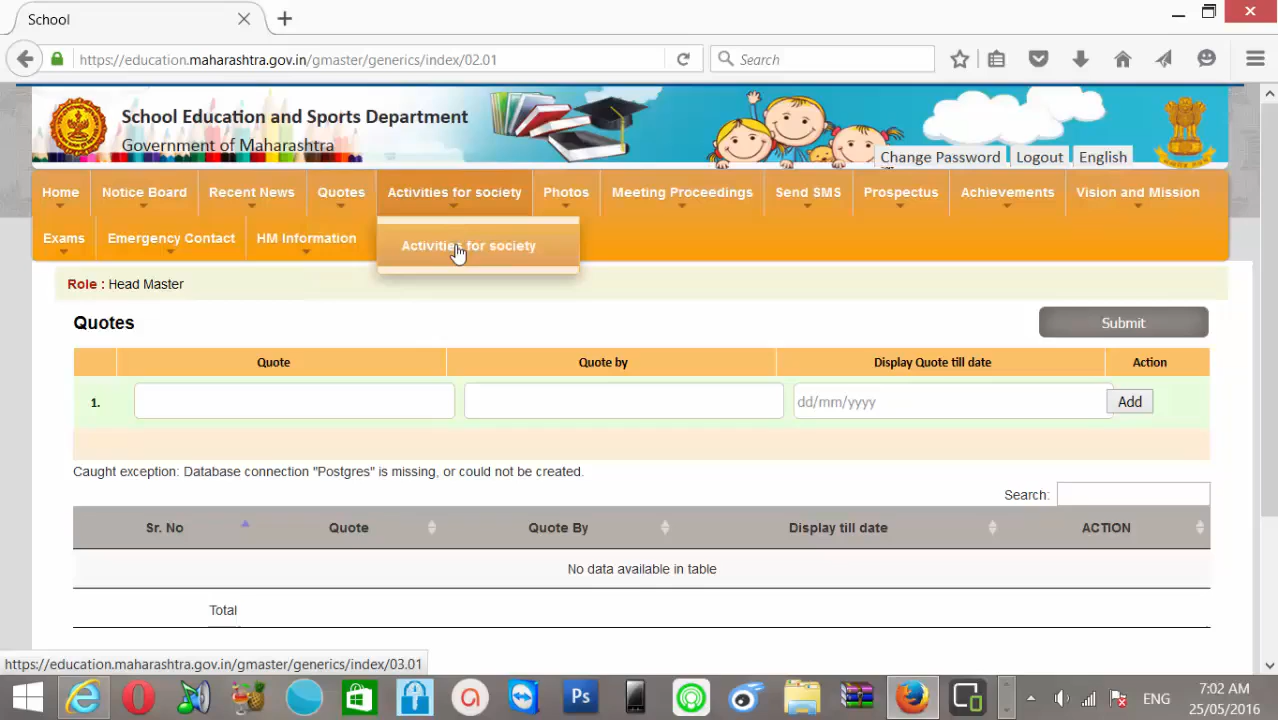 School
https://education.maharashtra.gov.in/gmaster/generics/index/02.01
Search
School Education and Sports Department
Government of Maharashtra
Change Password Logout English
Home Notice Board Recent News Quotes Activities for society Photos Meeting Proceedings Send SMS Prospectus Achievements Vision and Mission
Exams Emergency Contact HM Information Activities for society
Role : Head Master
Quotes Submit
Quote Quote by Display Quote till date Action
1. dd/mm/yyyy Add
Caught exception: Database connection "Postgres" is missing, or could not be created.
Search:
Sr. No Quote Quote By Display till date ACTION
No data available in table
Total
https://education.maharashtra.gov.in/gmaster/generics/index/03.01
Ps ENG 7:02 AM
25/05/2016